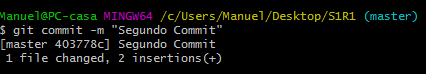 Manuel@PC-casa MINGW64 /c/Users/Manuel/Desktop/S1R1 (master)
$ git commit -m "Segundo Commit"
[master 403778c] Segundo Commit
 1 file changed, 2 insertions(+)